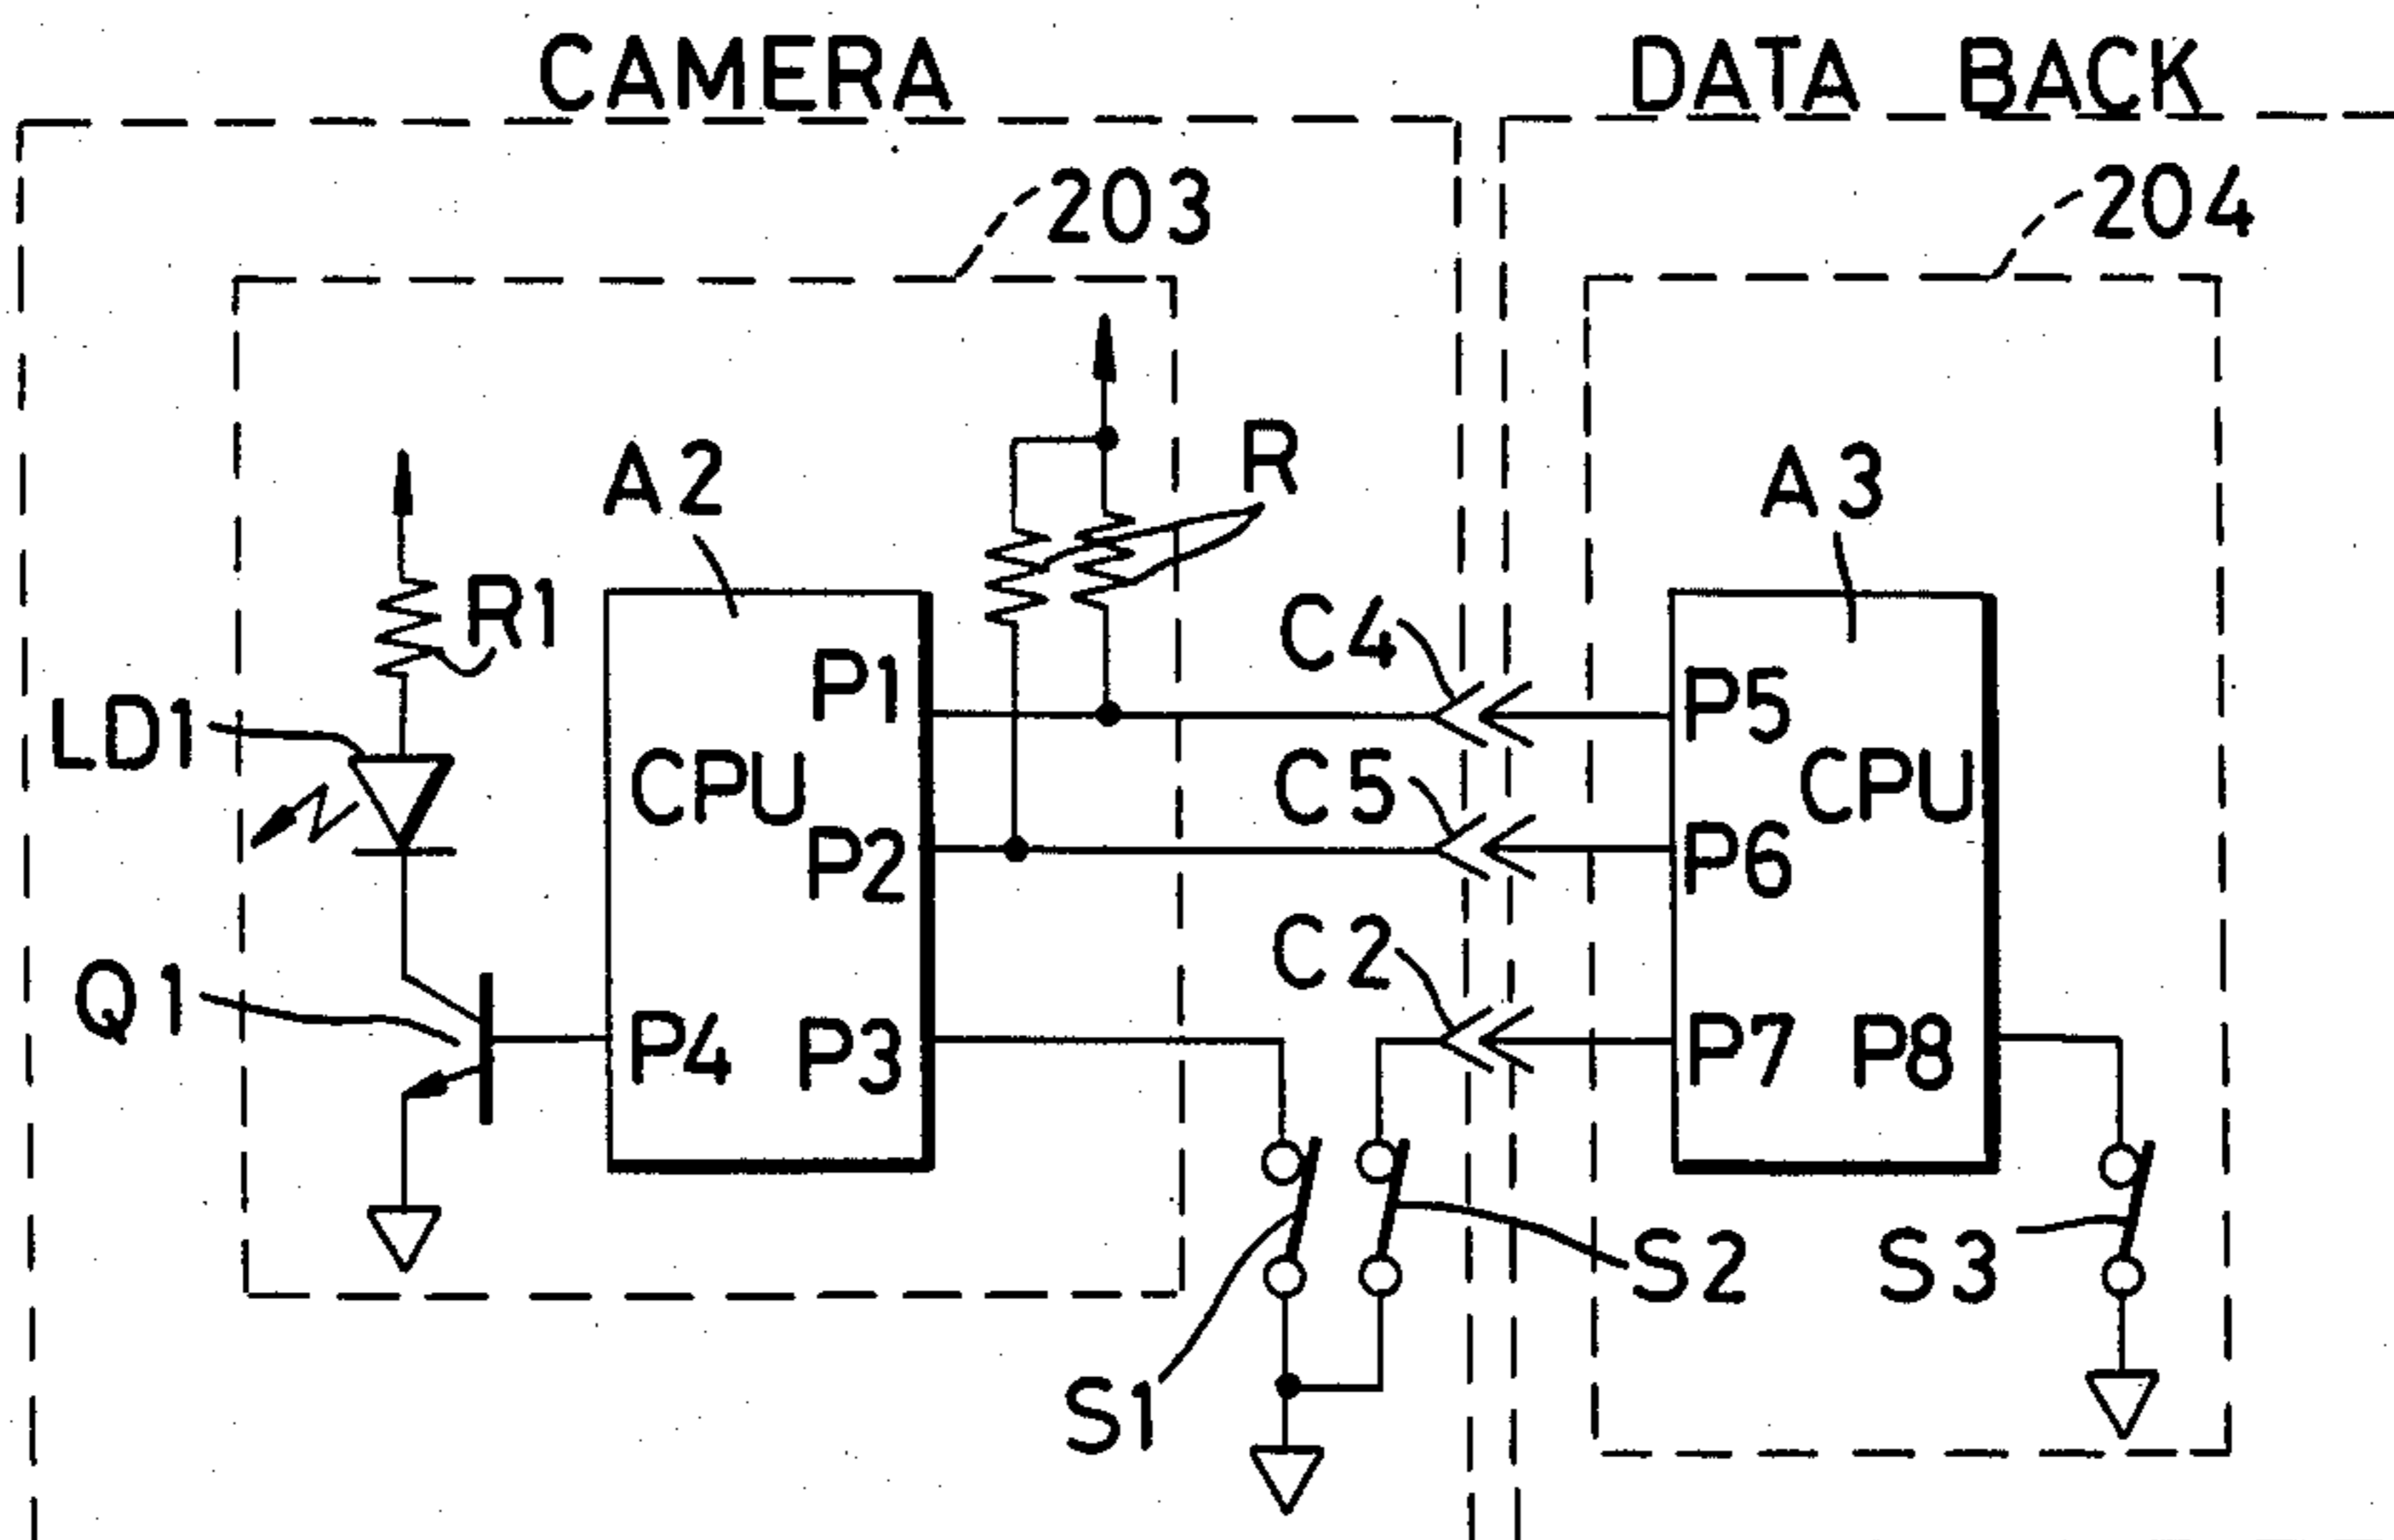 CAMERA
DATA BACK
203
204
A2
R
A3
R1
C4
P1
P5
LD1
CPU
C5
CPU
P2
P6
C2
Q1
P4
P3
P7
P8
S2
S3
S1